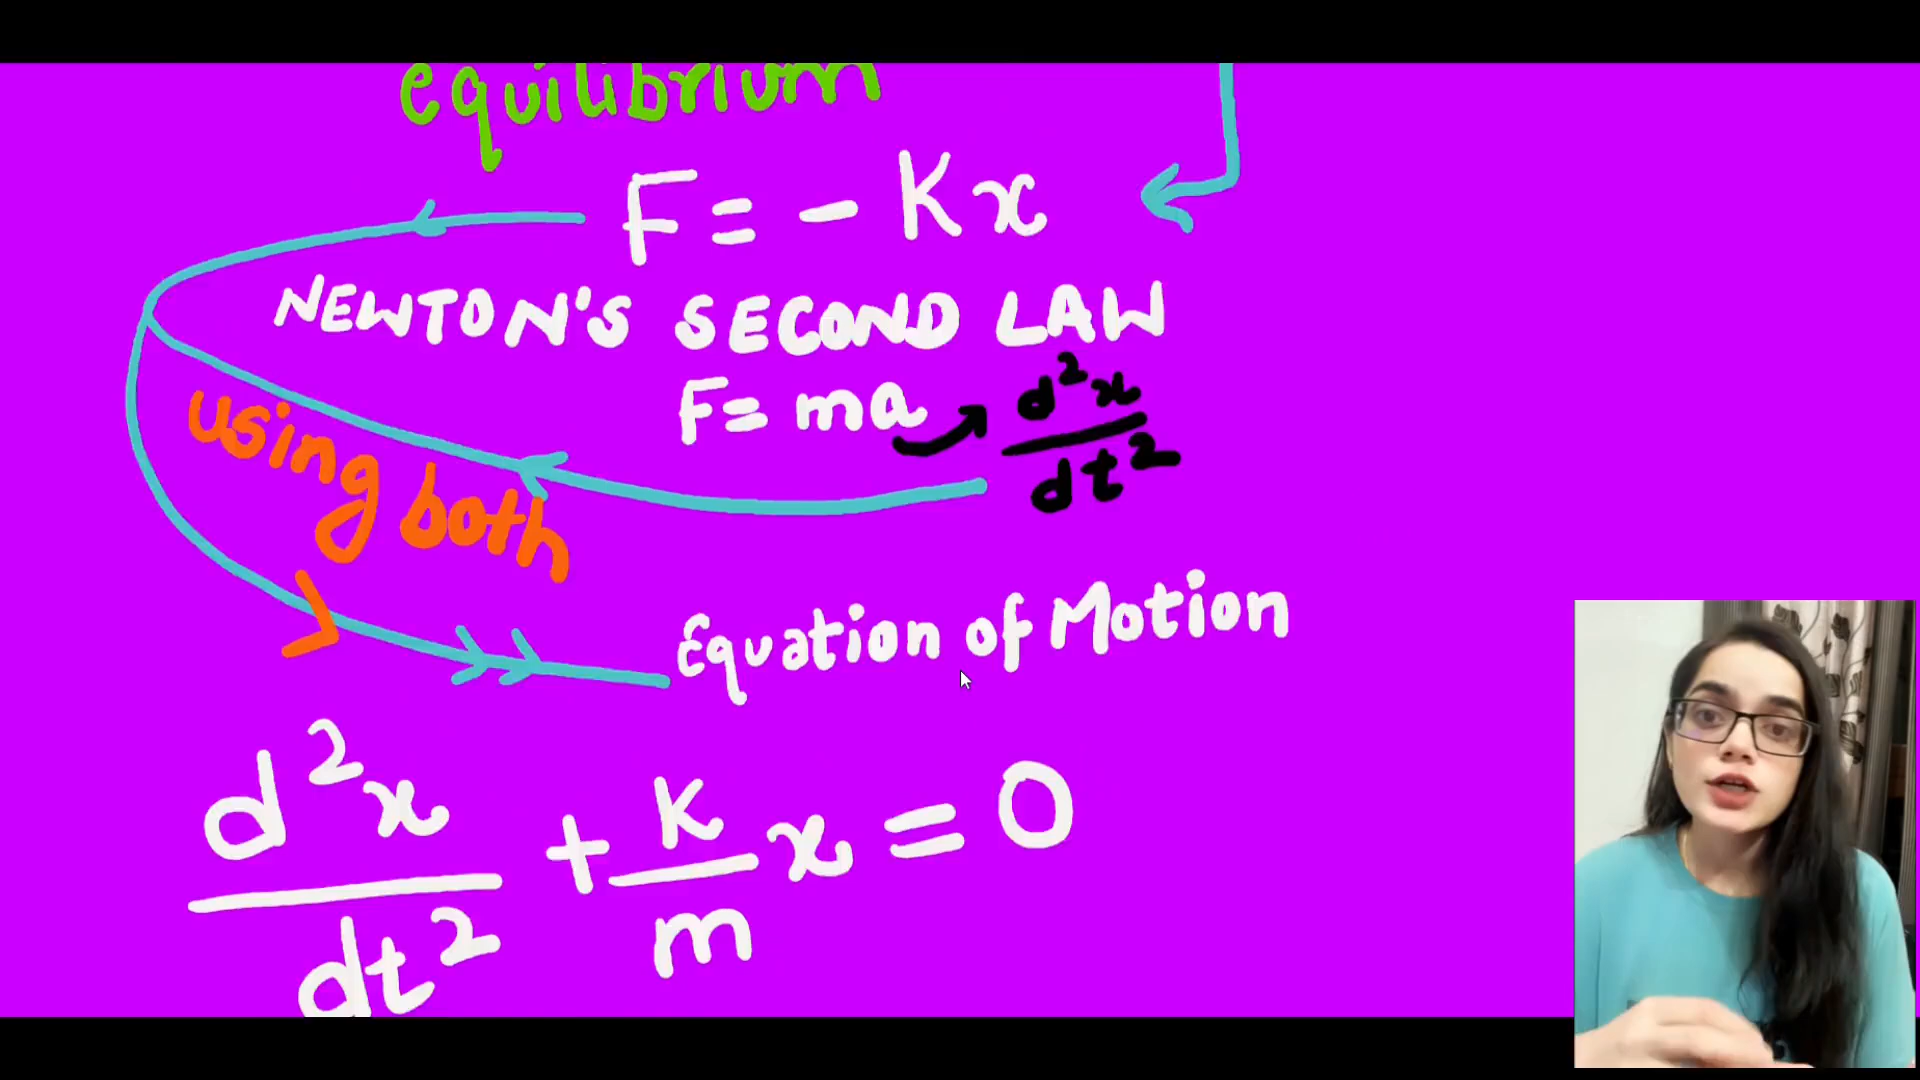 equilibrium
F = - Kx
NEWTON'S SECOND LAW
F = ma
d²x
dt²
using both
Equation of Motion
d²x
dt²
+ k
m
x = 0